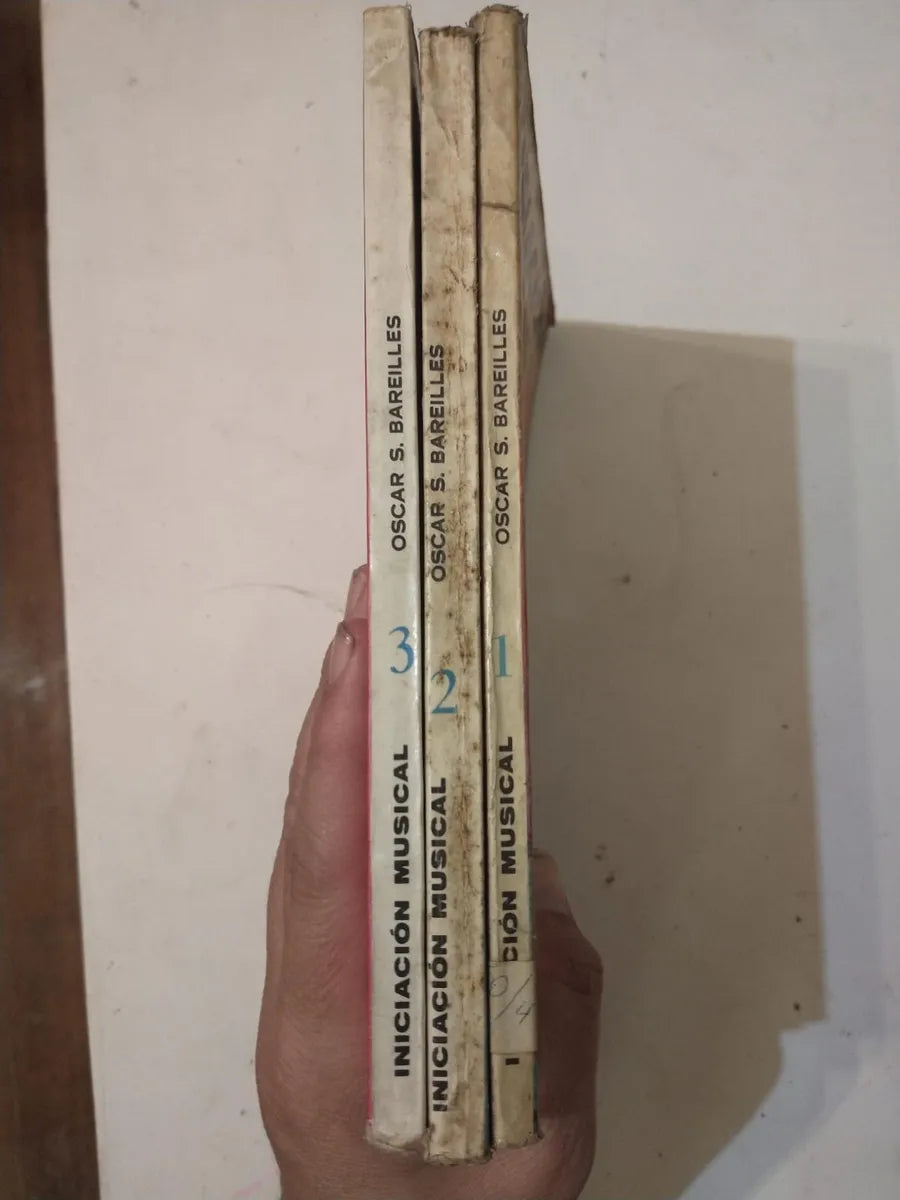 INICIACIÓN MUSICAL 3 OSCAR S. BAREILLES
INICIACIÓN MUSICAL 2 OSCAR S. BAREILLES
CIÓN MUSICAL 1 OSCAR S. BAREILLES